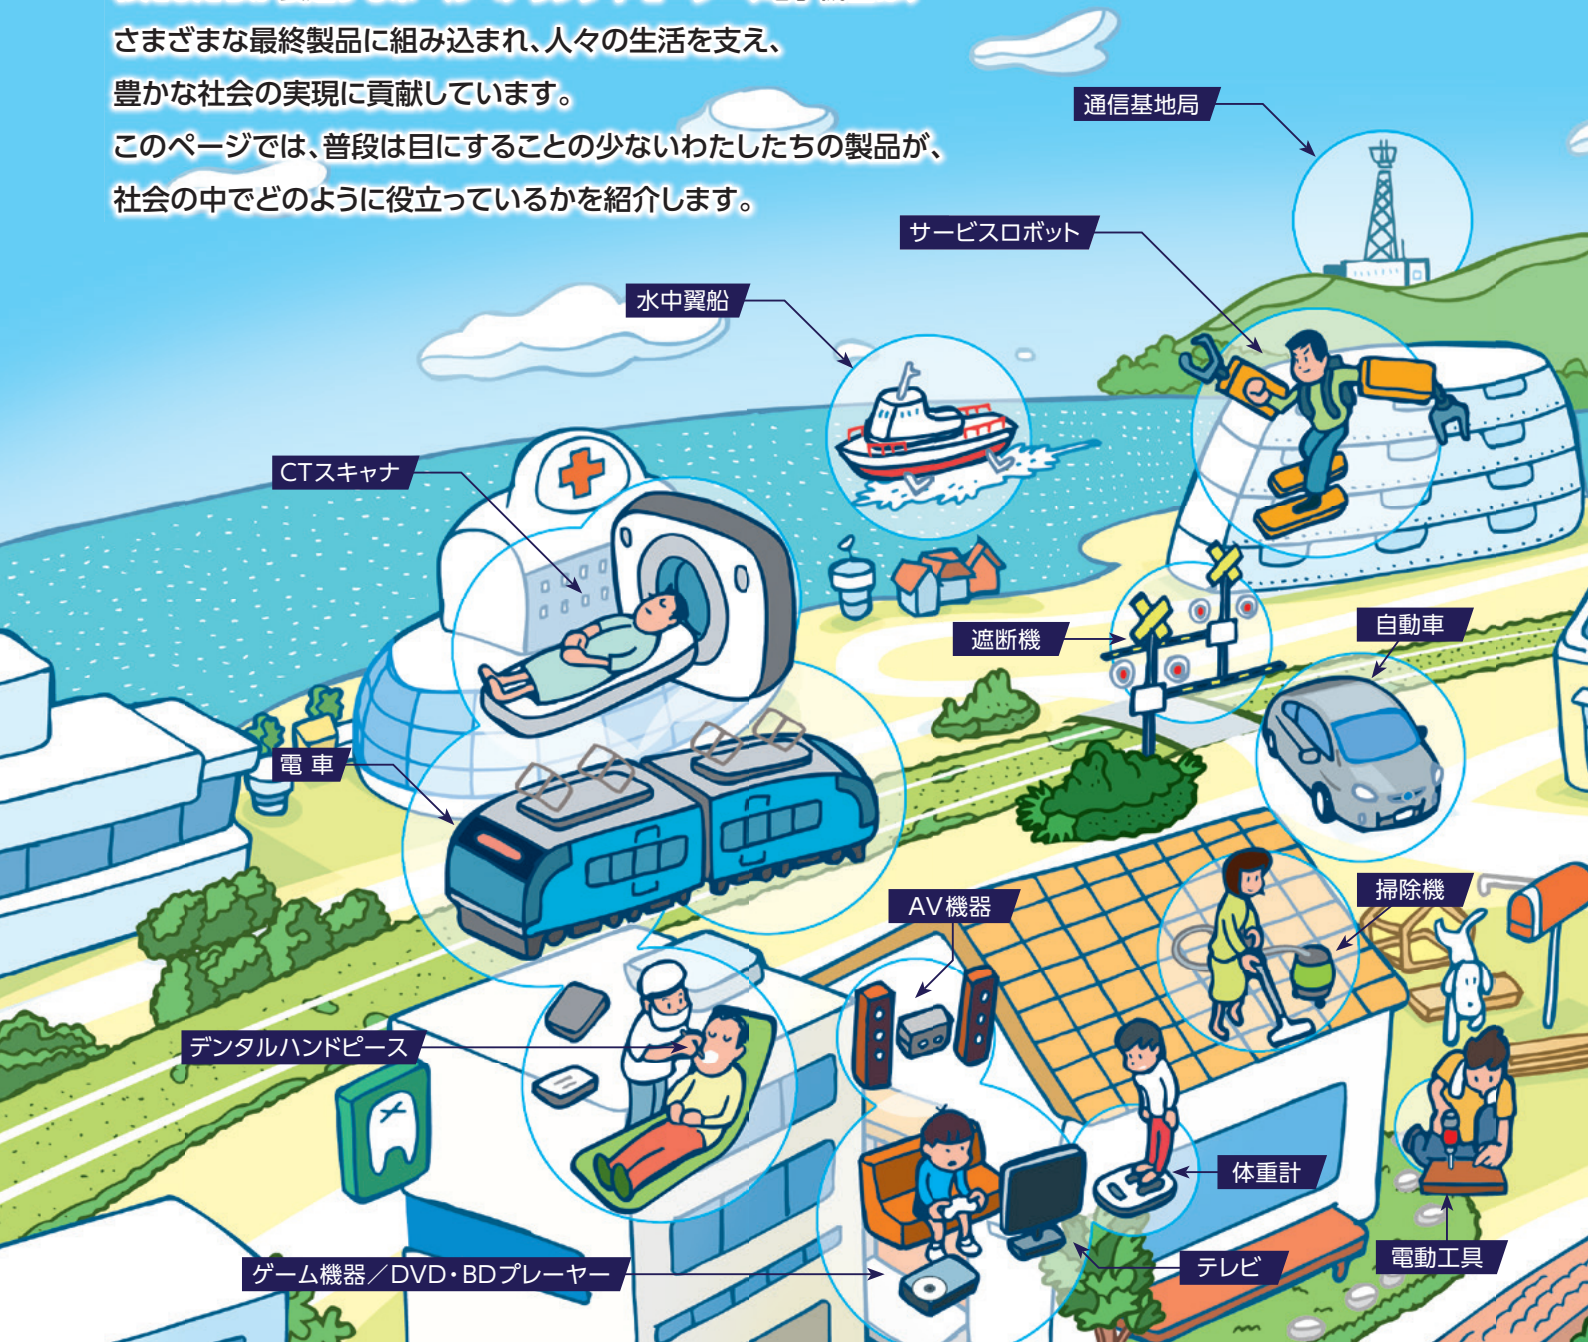 さまざまな最終製品に組み込まれ、人々の生活を支え、
豊かな社会の実現に貢献しています。
このページでは、普段は目にすることの少ないわたしたちの製品が、
社会の中でどのように役立っているかを紹介します。
通信基地局
サービスロボット
水中翼船
CTスキャナ
遮断機
自動車
電車
AV機器
掃除機
デンタルハンドピース
体重計
ゲーム機器／DVD・BDプレーヤー
テレビ
電動工具